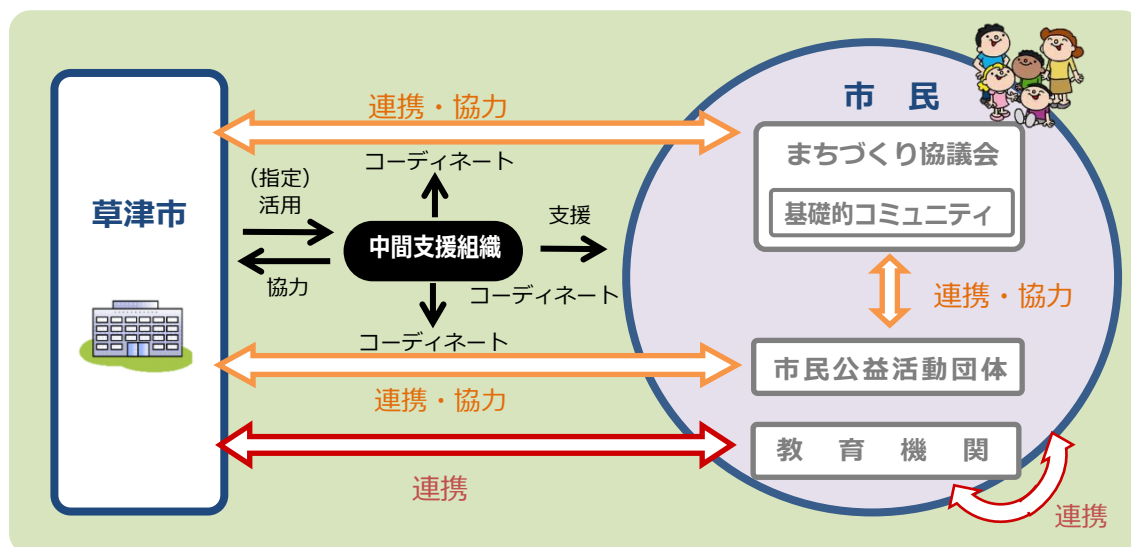 市 民
連携・協力
まちづくり協議会
コーディネート
(指定)
活用
支援
基礎的コミュニティ
草津市
中間支援組織
協力
コーディネート
連携・協力
コーディネート
市民公益活動団体
連携・協力
教 育 機 関
連携
連携